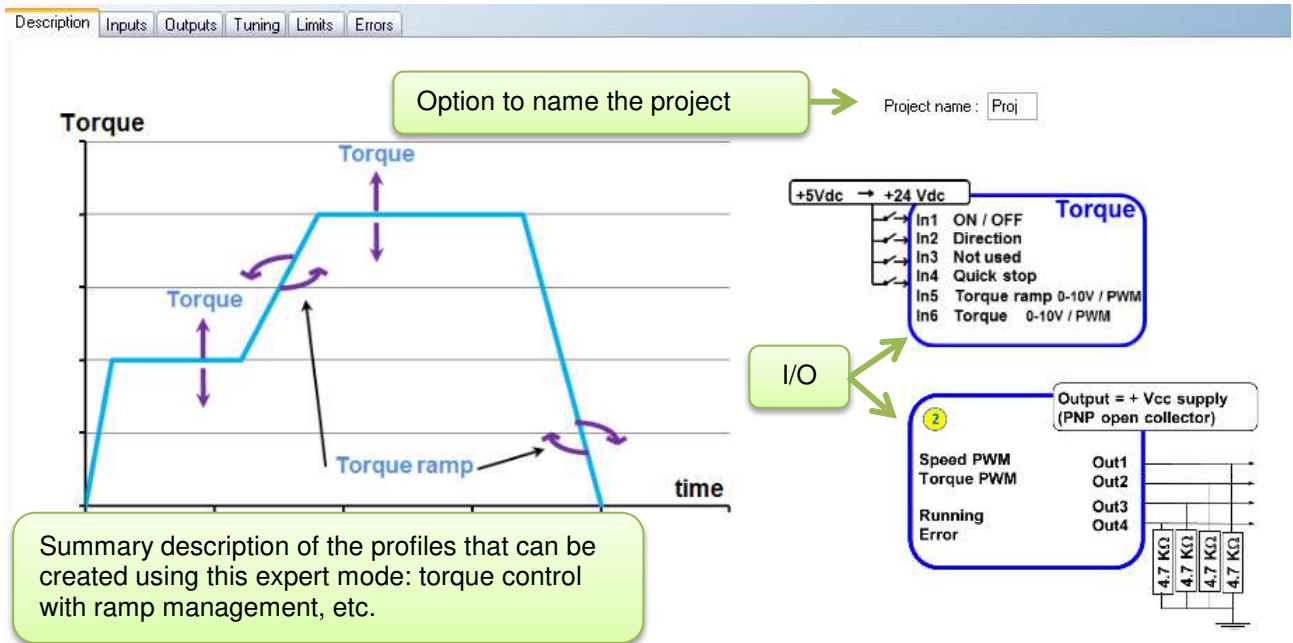 Description Inputs Outputs Tuning Limits Errors
Option to name the project
Project name : Proj
Torque
Torque
Torque
Torque ramp
time
Summary description of the profiles that can be
created using this expert mode: torque control
with ramp management, etc.
+5Vdc → +24 Vdc
Torque
In1 ON / OFF
In2 Direction
In3 Not used
In4 Quick stop
In5 Torque ramp 0-10V / PWM
In6 Torque 0-10V / PWM
I/O
Output = + Vcc supply
(PNP open collector)
2
Speed PWM Out1
Torque PWM Out2
Out3
Running Out4
Error
4.7 KΩ
4.7 KΩ
4.7 KΩ
4.7 KΩ